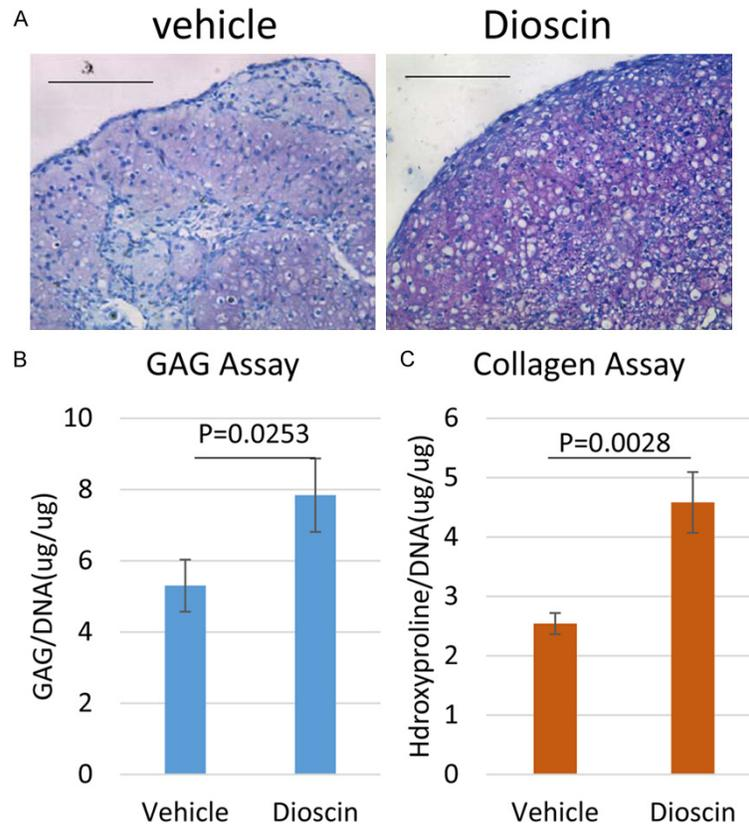 A
vehicle
Dioscin
B
GAG Assay
GAG/DNA(ug/ug)
10
8
6
4
2
0
P=0.0253
Vehicle
Dioscin
C
Collagen Assay
Hdroxyproline/DNA(ug/ug)
6
5
4
3
2
1
0
P=0.0028
Vehicle
Dioscin